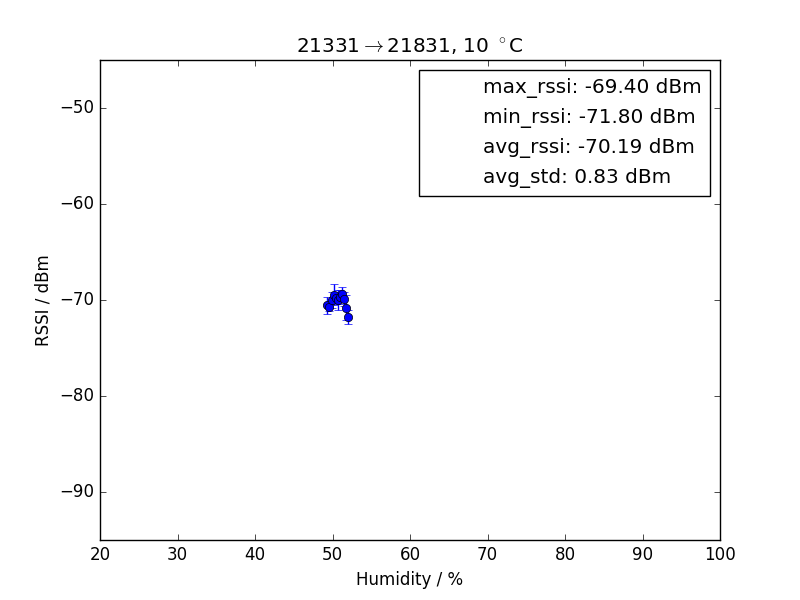 21331→21831, 10 °C
max_rssi: -69.40 dBm
min_rssi: -71.80 dBm
avg_rssi: -70.19 dBm
avg_std: 0.83 dBm
−50
−60
−70
−80
−90
RSSI / dBm
20 30 40 50 60 70 80 90 100
Humidity / %